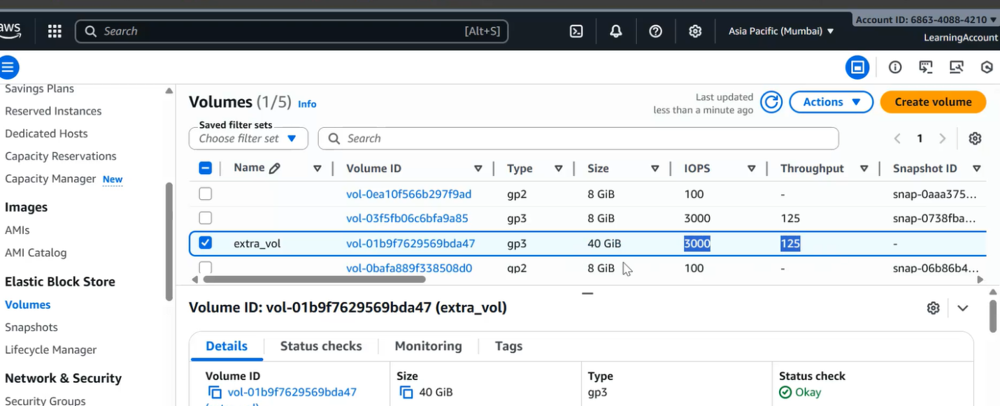 aws
Search [Alt+S]
Asia Pacific (Mumbai)
Account ID: 6863-4088-4210
LearningAccount
Savings Plans
Reserved Instances
Dedicated Hosts
Capacity Reservations
Capacity Manager New
Images
AMIs
AMI Catalog
Elastic Block Store
Volumes
Snapshots
Lifecycle Manager
Network & Security
Security Groups
Volumes (1/5) Info
Last updated
less than a minute ago
Actions
Create volume
Saved filter sets
Choose filter set
Search
1
Name Volume ID Type Size IOPS Throughput Snapshot ID
vol-0ea10f566b297f9ad gp2 8 GiB 100 - snap-0aaa375...
vol-03f5fb06c6bfa9a85 gp3 8 GiB 3000 125 snap-0738fba...
extra_vol vol-01b9f7629569bda47 gp3 40 GiB 3000 125 -
vol-0bafa889f338508d0 gp2 8 GiB 100 - snap-06b86b4...
Volume ID: vol-01b9f7629569bda47 (extra_vol)
Details Status checks Monitoring Tags
Volume ID Size Type Status check
vol-01b9f7629569bda47 40 GiB gp3 Okay